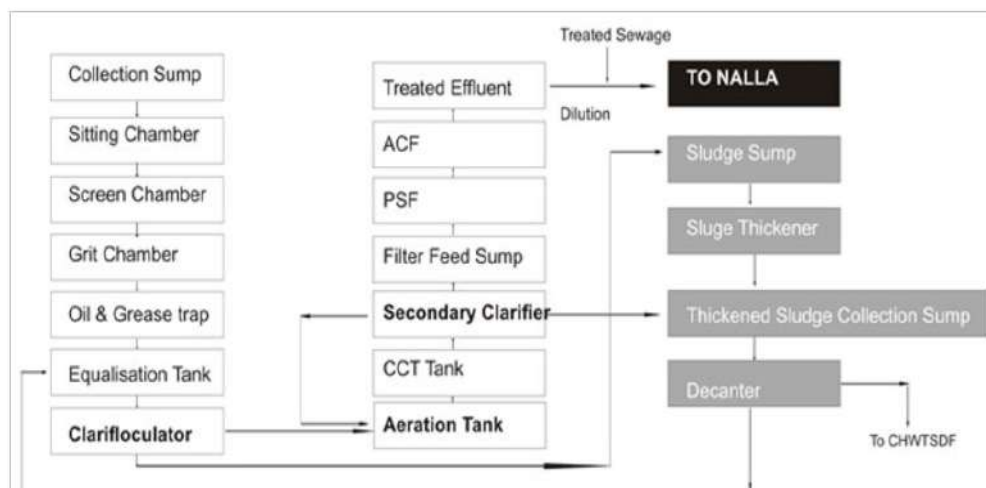 Collection Sump
Sitting Chamber
Screen Chamber
Grit Chamber
Oil & Grease trap
Equalisation Tank
Clarifloculator
Treated Effluent
ACF
PSF
Filter Feed Sump
Secondary Clarifier
CCT Tank
Aeration Tank
Treated Sewage
Dilution
TO NALLA
Sludge Sump
Sluge Thickener
Thickened Sludge Collection Sump
Decanter
To CHWTSDF